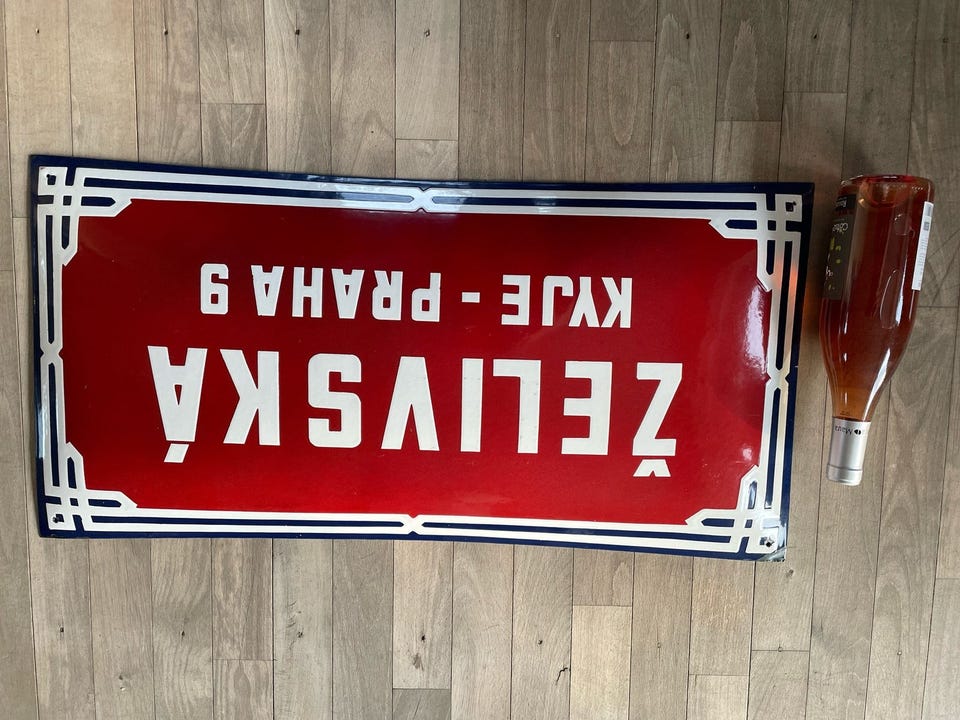 ŽELIVSKÁ
KYJE - PRAHA 9